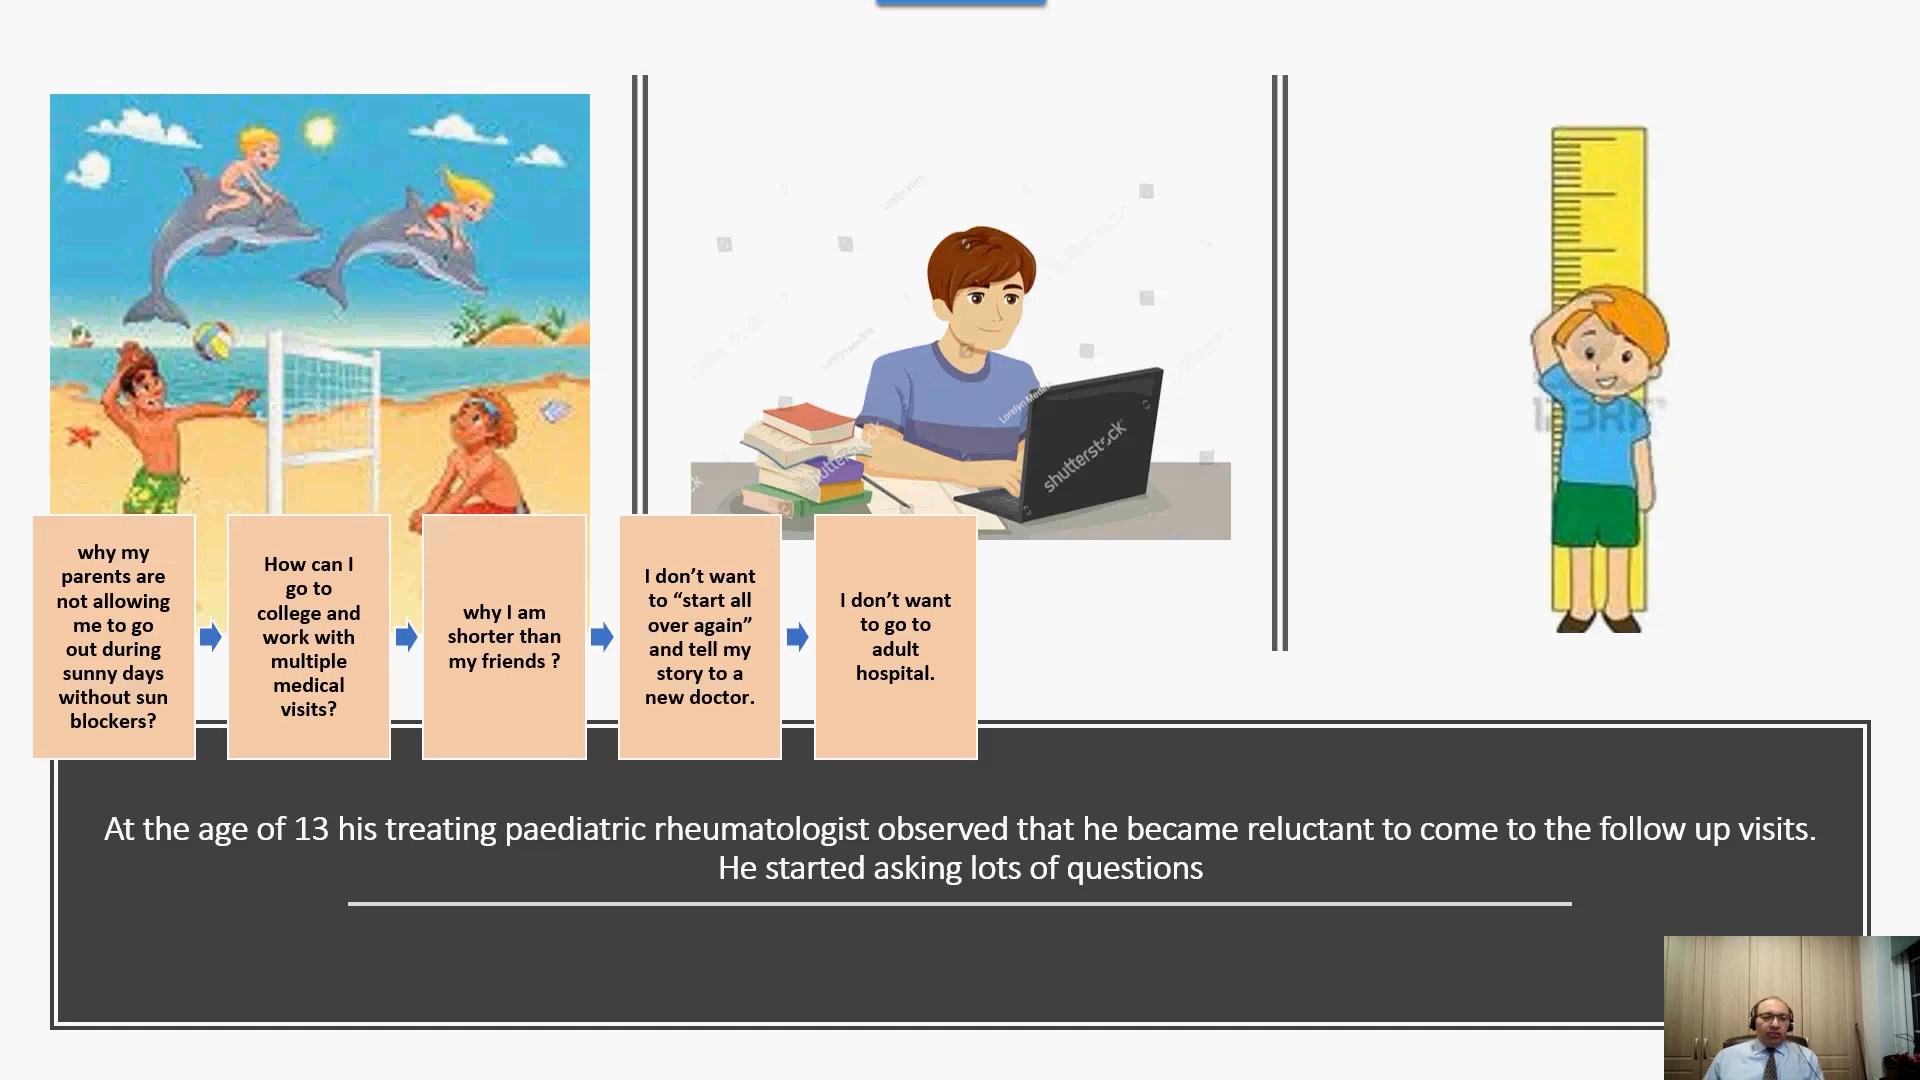 why my
parents are
not allowing
me to go
out during
sunny days
without sun
blockers?
How can I
go to
college and
work with
multiple
medical
visits?
why I am
shorter than
my friends ?
I don’t want
to “start all
over again”
and tell my
story to a
new doctor.
I don’t want
to go to
adult
hospital.
At the age of 13 his treating paediatric rheumatologist observed that he became reluctant to come to the follow up visits.
He started asking lots of questions
shutterstock
Lorelyn Medina
123RF